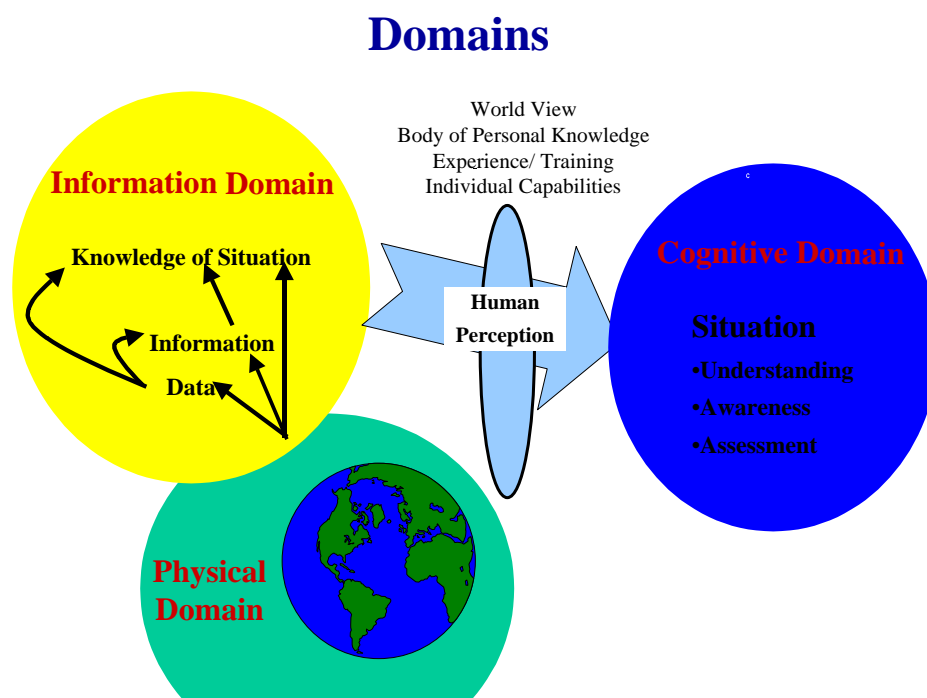 Domains
World View
Body of Personal Knowledge
Experience/ Training
Individual Capabilities
Information Domain
Knowledge of Situation
Information
Data
Human
Perception
c
Cognitive Domain
Situation
•Understanding
•Awareness
•Assessment
Physical
Domain